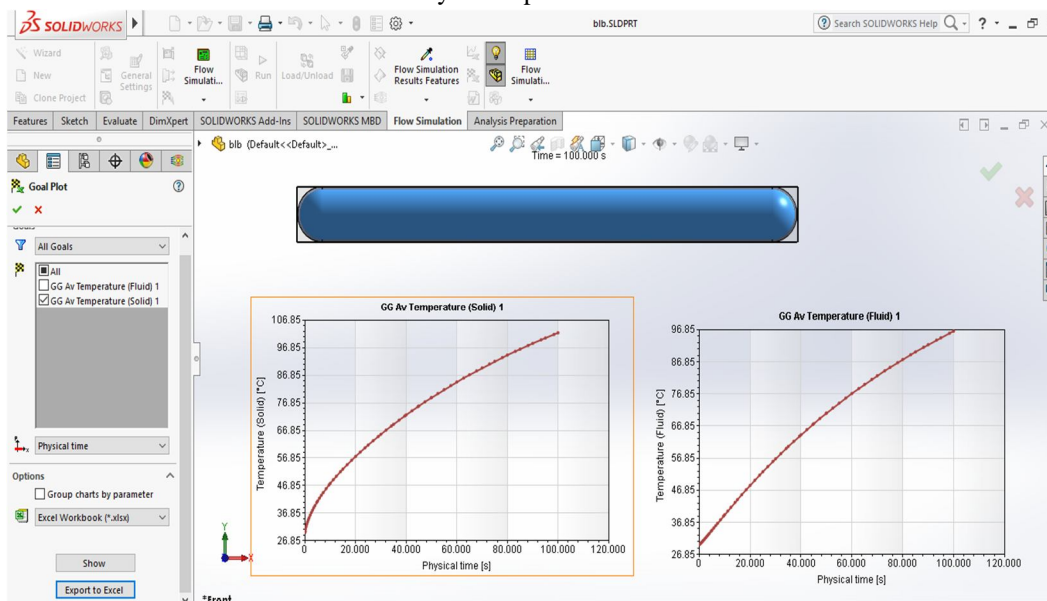 SOLIDWORKS
blb.SLDPRT
Search SOLIDWORKS Help
?
Wizard
New
Clone Project
General Settings
Flow Simulati...
Run
Load/Unload
Flow Simulation Results Features
Flow Simulati...
Features
Sketch
Evaluate
DimXpert
SOLIDWORKS Add-Ins
SOLIDWORKS MBD
Flow Simulation
Analysis Preparation
blb (Default<<Default>_...
Time = 100.000 s
Goal Plot
All Goals
All
GG Av Temperature (Fluid) 1
GG Av Temperature (Solid) 1
Physical time
Options
Group charts by parameter
Excel Workbook (*.xlsx)
Show
Export to Excel
GG Av Temperature (Solid) 1
Temperature (Solid) [°C]
106.85
96.85
86.85
76.85
66.85
56.85
46.85
36.85
26.85
0 20.000 40.000 60.000 80.000 100.000 120.000
Physical time [s]
GG Av Temperature (Fluid) 1
Temperature (Fluid) [°C]
96.85
86.85
76.85
66.85
56.85
46.85
36.85
26.85
0 20.000 40.000 60.000 80.000 100.000 120.000
Physical time [s]
Y
X
*Front